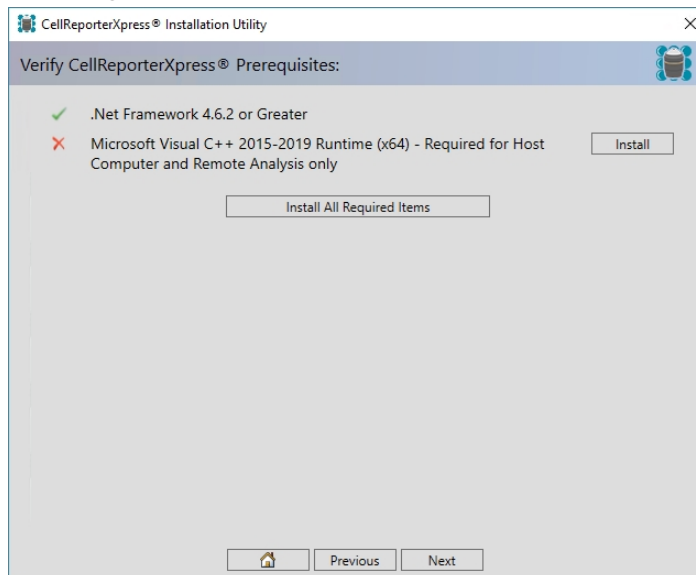 CellReporterXpress® Installation Utility
Verify CellReporterXpress® Prerequisites:
.Net Framework 4.6.2 or Greater
Microsoft Visual C++ 2015-2019 Runtime (x64) - Required for Host
Computer and Remote Analysis only
Install
Install All Required Items
Previous
Next